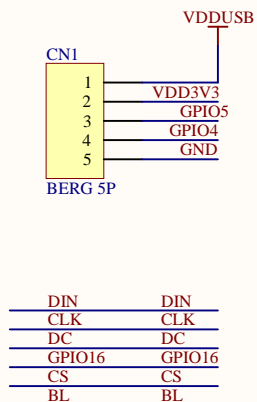 VDDUSB
CN1
1
2 VDD3V3
3 GPIO5
4 GPIO4
5 GND
BERG 5P
DIN DIN
CLK CLK
DC DC
GPIO16 GPIO16
CS CS
BL BL